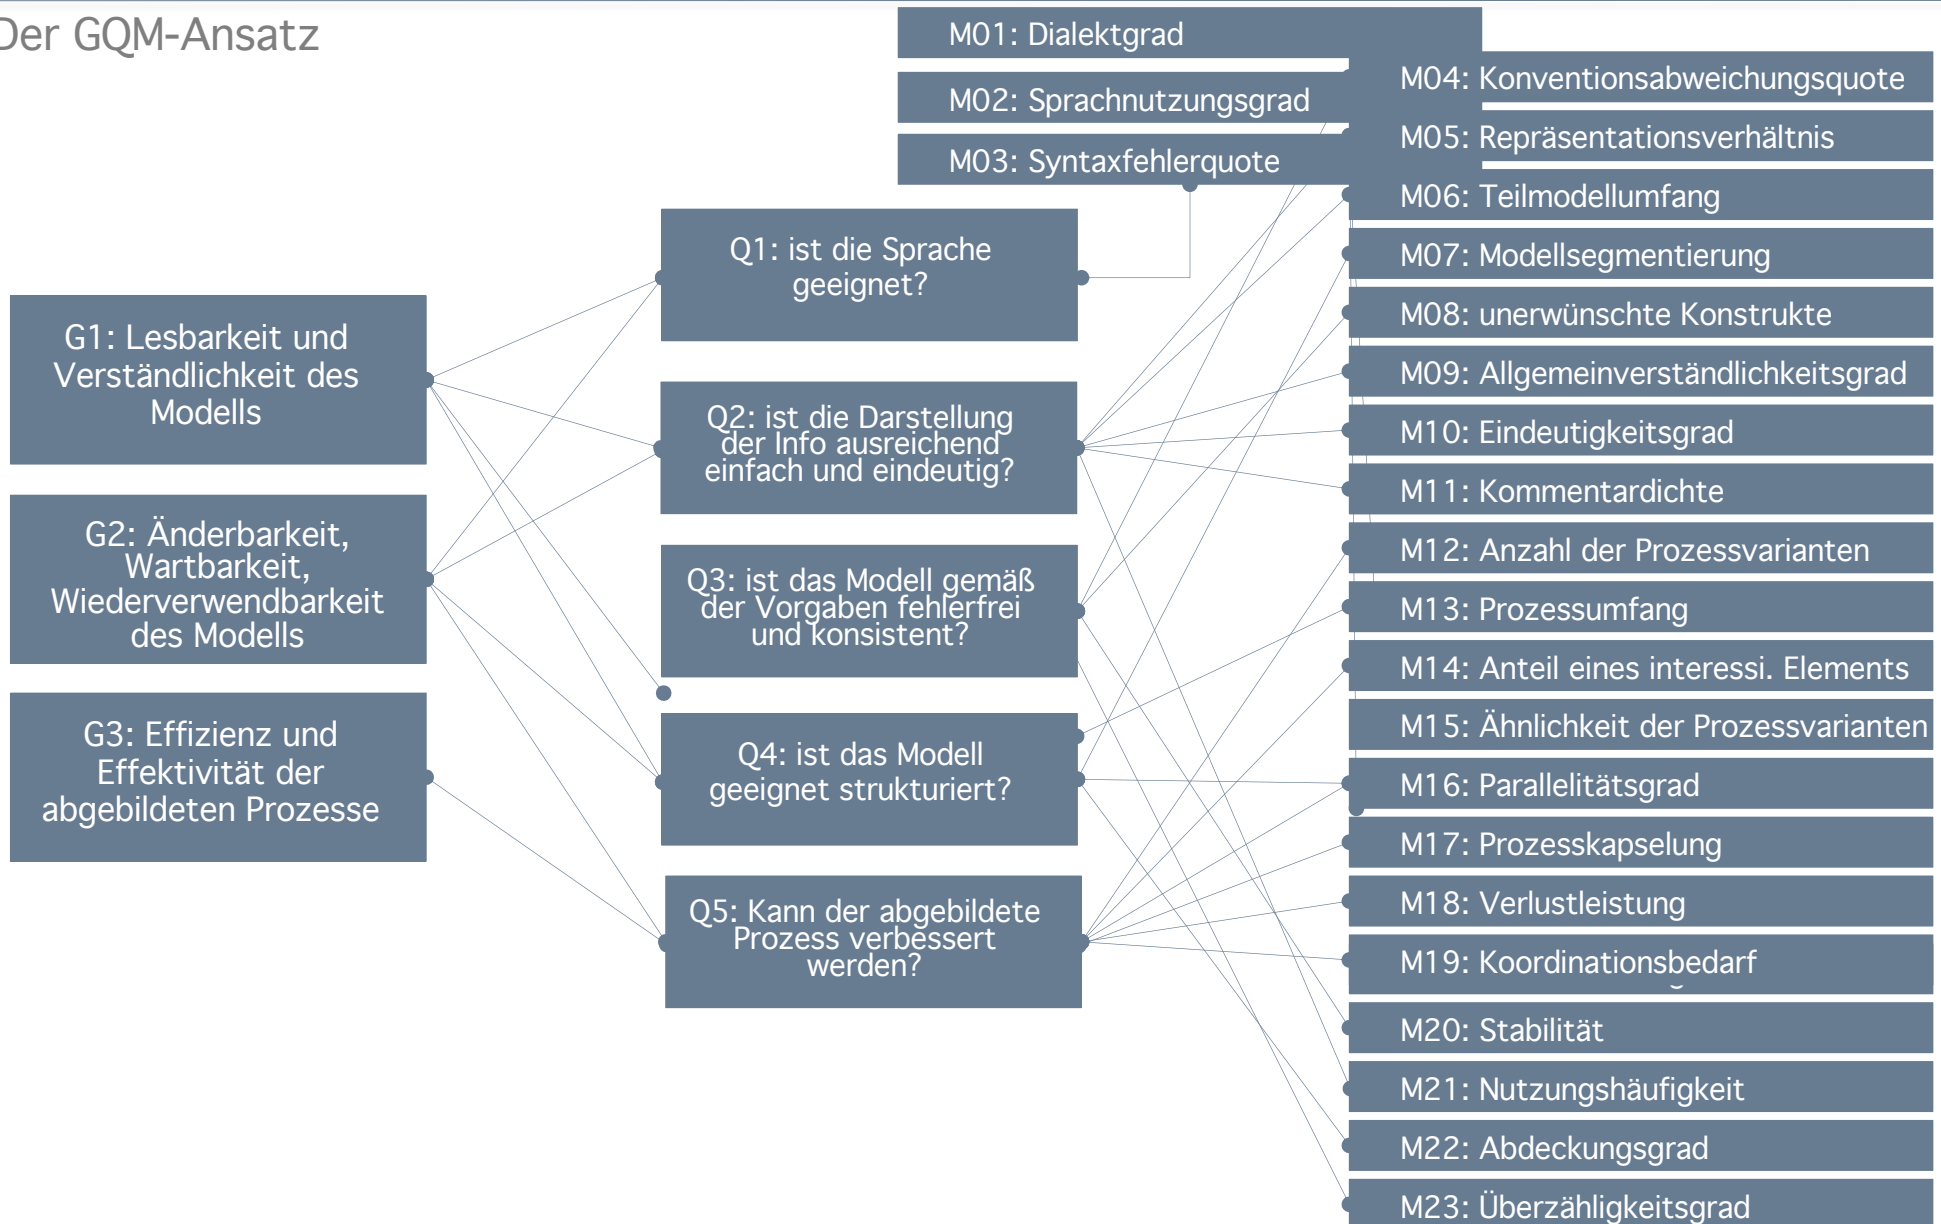 Der GQM-Ansatz
M01: Dialektgrad
M02: Sprachnutzungsgrad
M03: Syntaxfehlerquote
G1: Lesbarkeit und
Verständlichkeit des
Modells
G2: Änderbarkeit,
Wartbarkeit,
Wiederverwendbarkeit
des Modells
G3: Effizienz und
Effektivität der
abgebildeten Prozesse
Q1: ist die Sprache
geeignet?
Q2: ist die Darstellung
der Info ausreichend
einfach und eindeutig?
Q3: ist das Modell gemäß
der Vorgaben fehlerfrei
und konsistent?
Q4: ist das Modell
geeignet strukturiert?
Q5: Kann der abgebildete
Prozess verbessert
werden?
M04: Konventionsabweichungsquote
M05: Repräsentationsverhältnis
M06: Teilmodellumfang
M07: Modellsegmentierung
M08: unerwünschte Konstrukte
M09: Allgemeinverständlichkeitsgrad
M10: Eindeutigkeitsgrad
M11: Kommentardichte
M12: Anzahl der Prozessvarianten
M13: Prozessumfang
M14: Anteil eines interessi. Elements
M15: Ähnlichkeit der Prozessvarianten
M16: Parallelitätsgrad
M17: Prozesskapselung
M18: Verlustleistung
M19: Koordinationsbedarf
M20: Stabilität
M21: Nutzungshäufigkeit
M22: Abdeckungsgrad
M23: Überzähligkeitsgrad